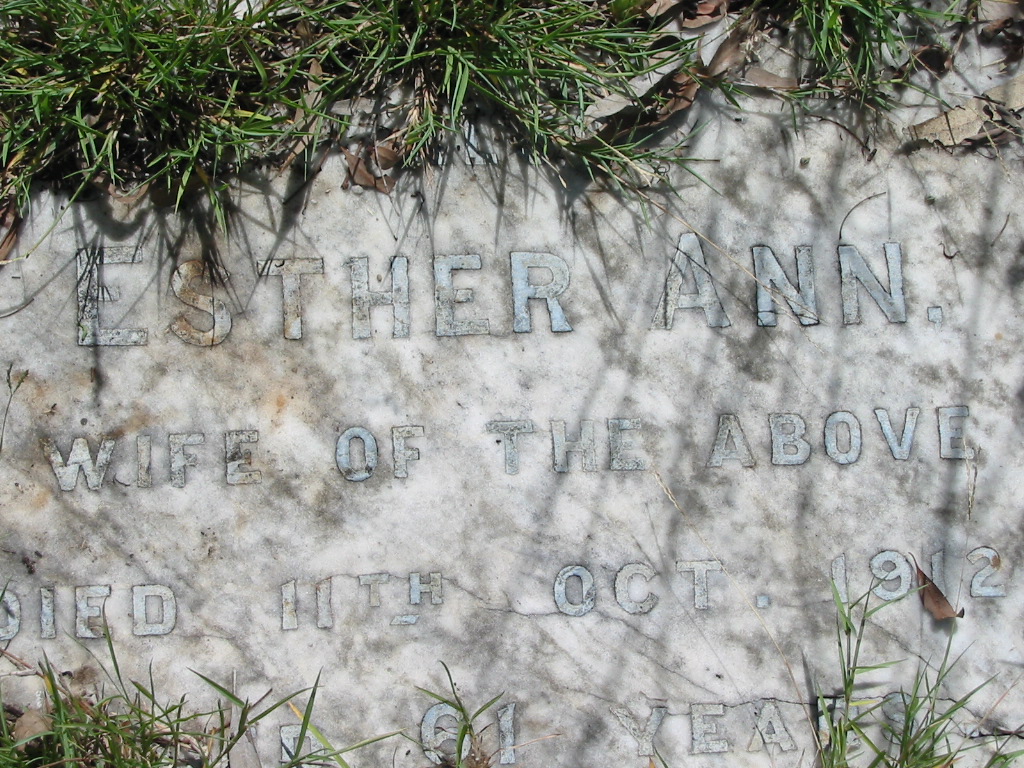 ESTHER ANN.
WIFE OF THE ABOVE
DIED 11TH OCT. 1912
61 YEARS